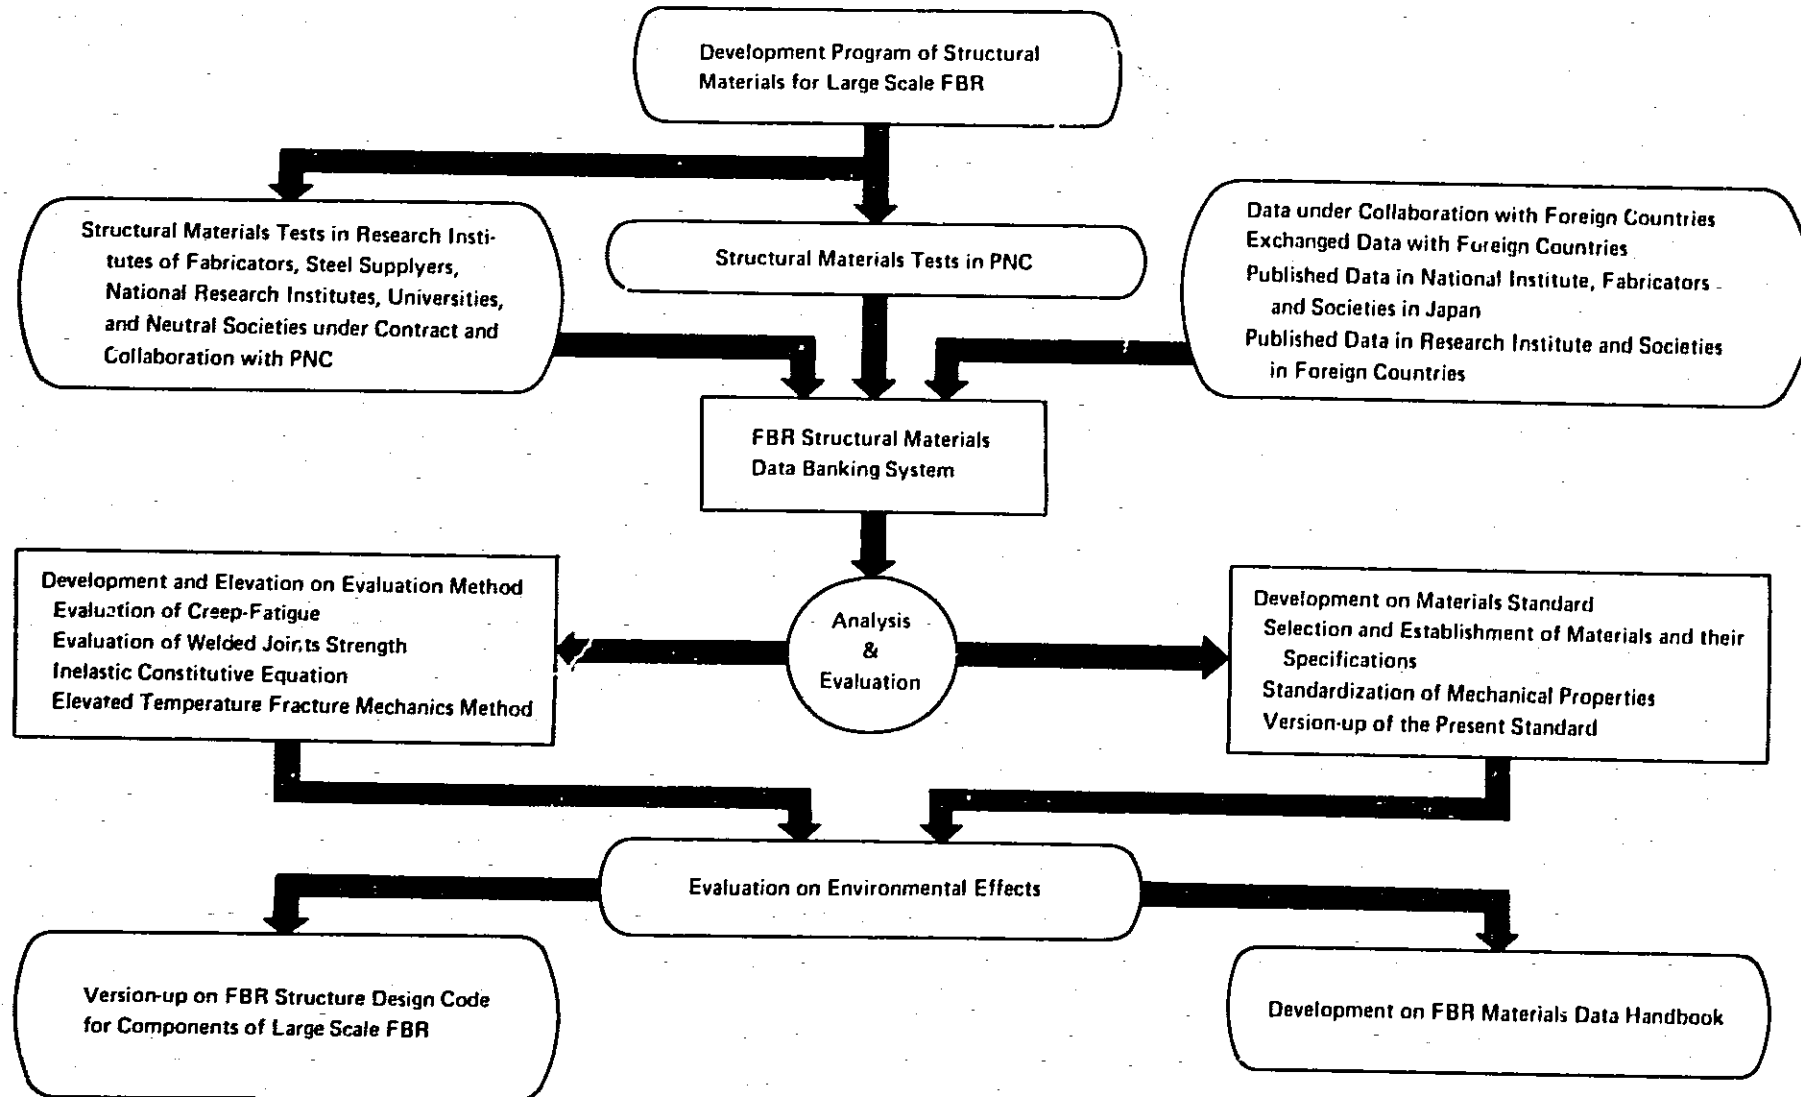 Development Program of Structural
Materials for Large Scale FBR
Structural Materials Tests in Research Insti-
tutes of Fabricators, Steel Supplyers,
National Research Institutes, Universities,
and Neutral Societies under Contract and
Collaboration with PNC
Structural Materials Tests in PNC
Data under Collaboration with Foreign Countries
Exchanged Data with Foreign Countries
Published Data in National Institute, Fabricators
and Societies in Japan
Published Data in Research Institute and Societies
in Foreign Countries
FBR Structural Materials
Data Banking System
Development and Elevation on Evaluation Method
Evaluation of Creep-Fatigue
Evaluation of Welded Joints Strength
Inelastic Constitutive Equation
Elevated Temperature Fracture Mechanics Method
Analysis
&
Evaluation
Development on Materials Standard
Selection and Establishment of Materials and their
Specifications
Standardization of Mechanical Properties
Version-up of the Present Standard
Evaluation on Environmental Effects
Version-up on FBR Structure Design Code
for Components of Large Scale FBR
Development on FBR Materials Data Handbook